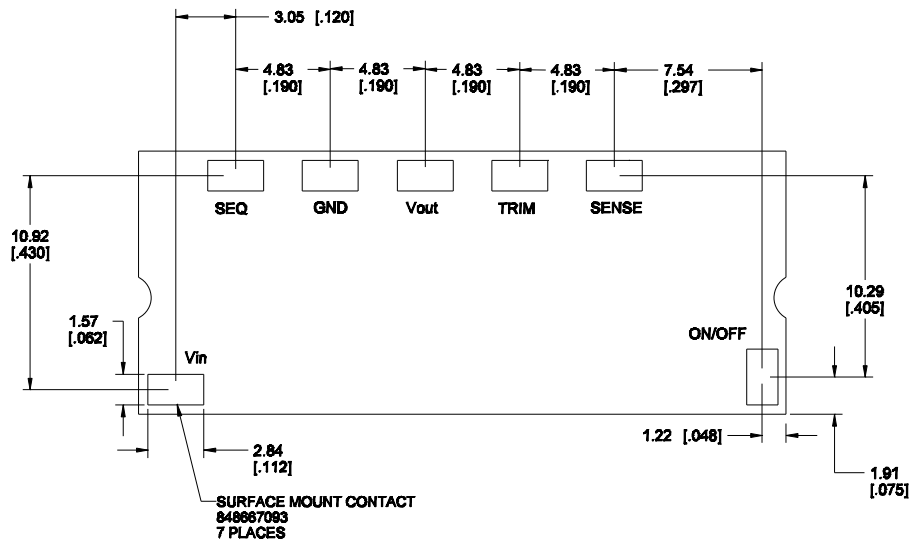 3.05 [.120]
4.83
[.190]
4.83
[.190]
4.83
[.190]
4.83
[.190]
7.54
[.297]
SEQ
GND
Vout
TRIM
SENSE
10.92
[.430]
10.29
[.405]
1.57
[.062]
Vin
ON/OFF
2.84
[.112]
1.22 [.048]
1.91
[.075]
SURFACE MOUNT CONTACT
848667093
7 PLACES